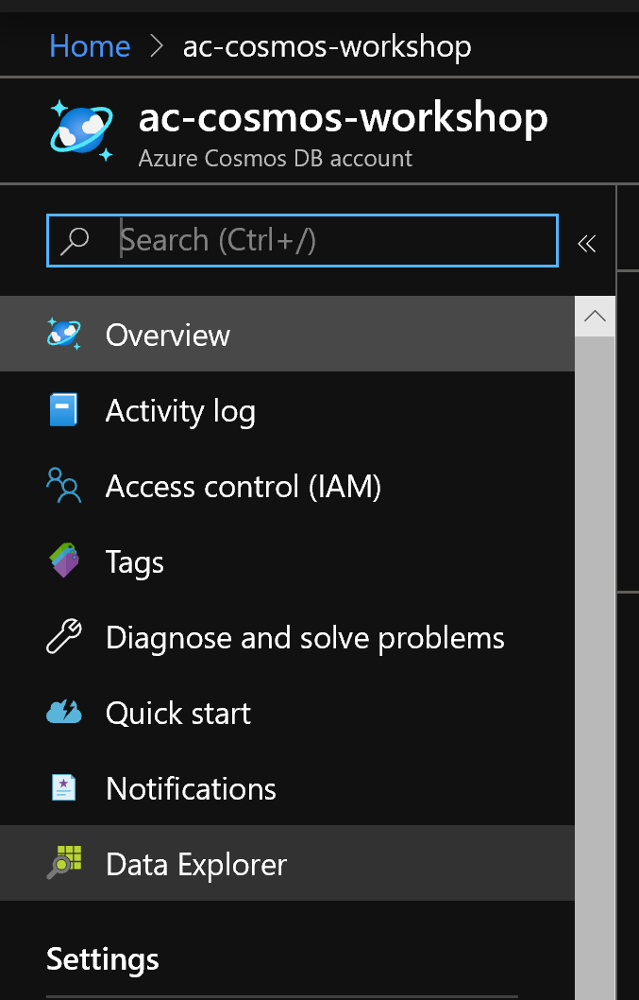 Home > ac-cosmos-workshop
ac-cosmos-workshop
Azure Cosmos DB account
Search (Ctrl+/)
Overview
Activity log
Access control (IAM)
Tags
Diagnose and solve problems
Quick start
Notifications
Data Explorer
Settings